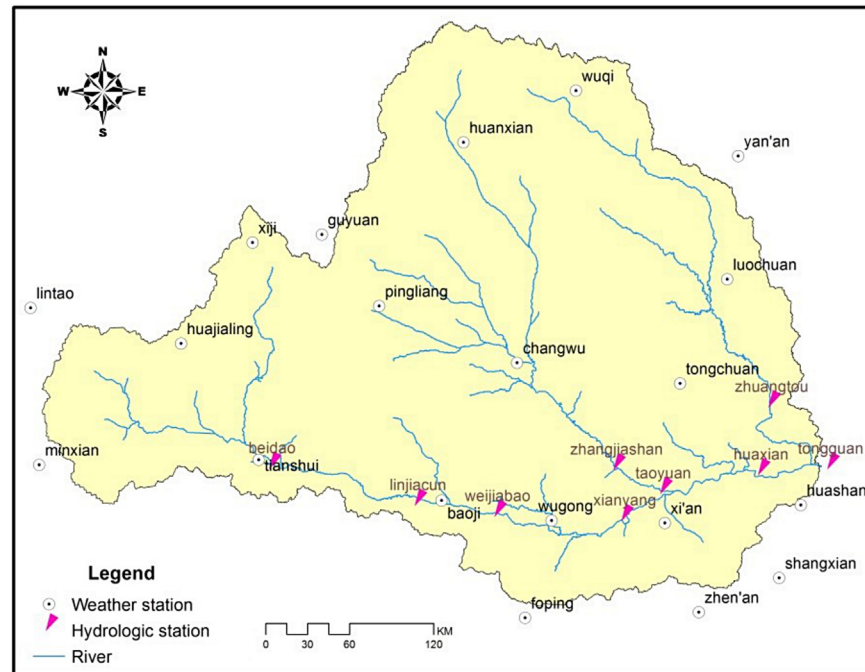 N
W E
S
wuqi
huanxian
yan'an
guyuan
xiji
luochuan
lintao
pingliang
huajialing
changwu
tongchuan
zhuangtou
beidao
tianshui
minxian
zhangjiashan
huaxian
tongguan
taoyuan
linjiacun
weijiabao
xianyang
huashan
baoji
wugong
xi'an
shangxian
foping
zhen'an
Legend
Weather station
Hydrologic station
River
0 30 60 120 KM